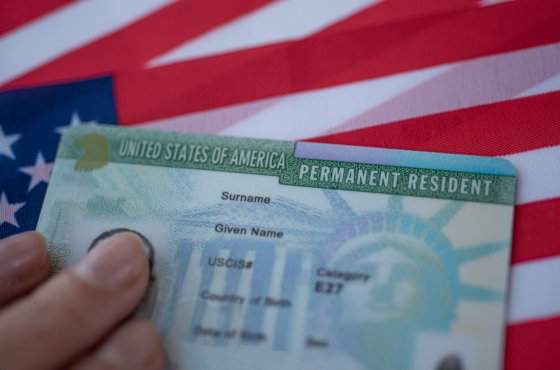 UNITED STATES OF AMERICA
PERMANENT RESIDENT
Surname
Given Name
USCIS#
Category
E27
Country of Birth
Date of Birth
Sex